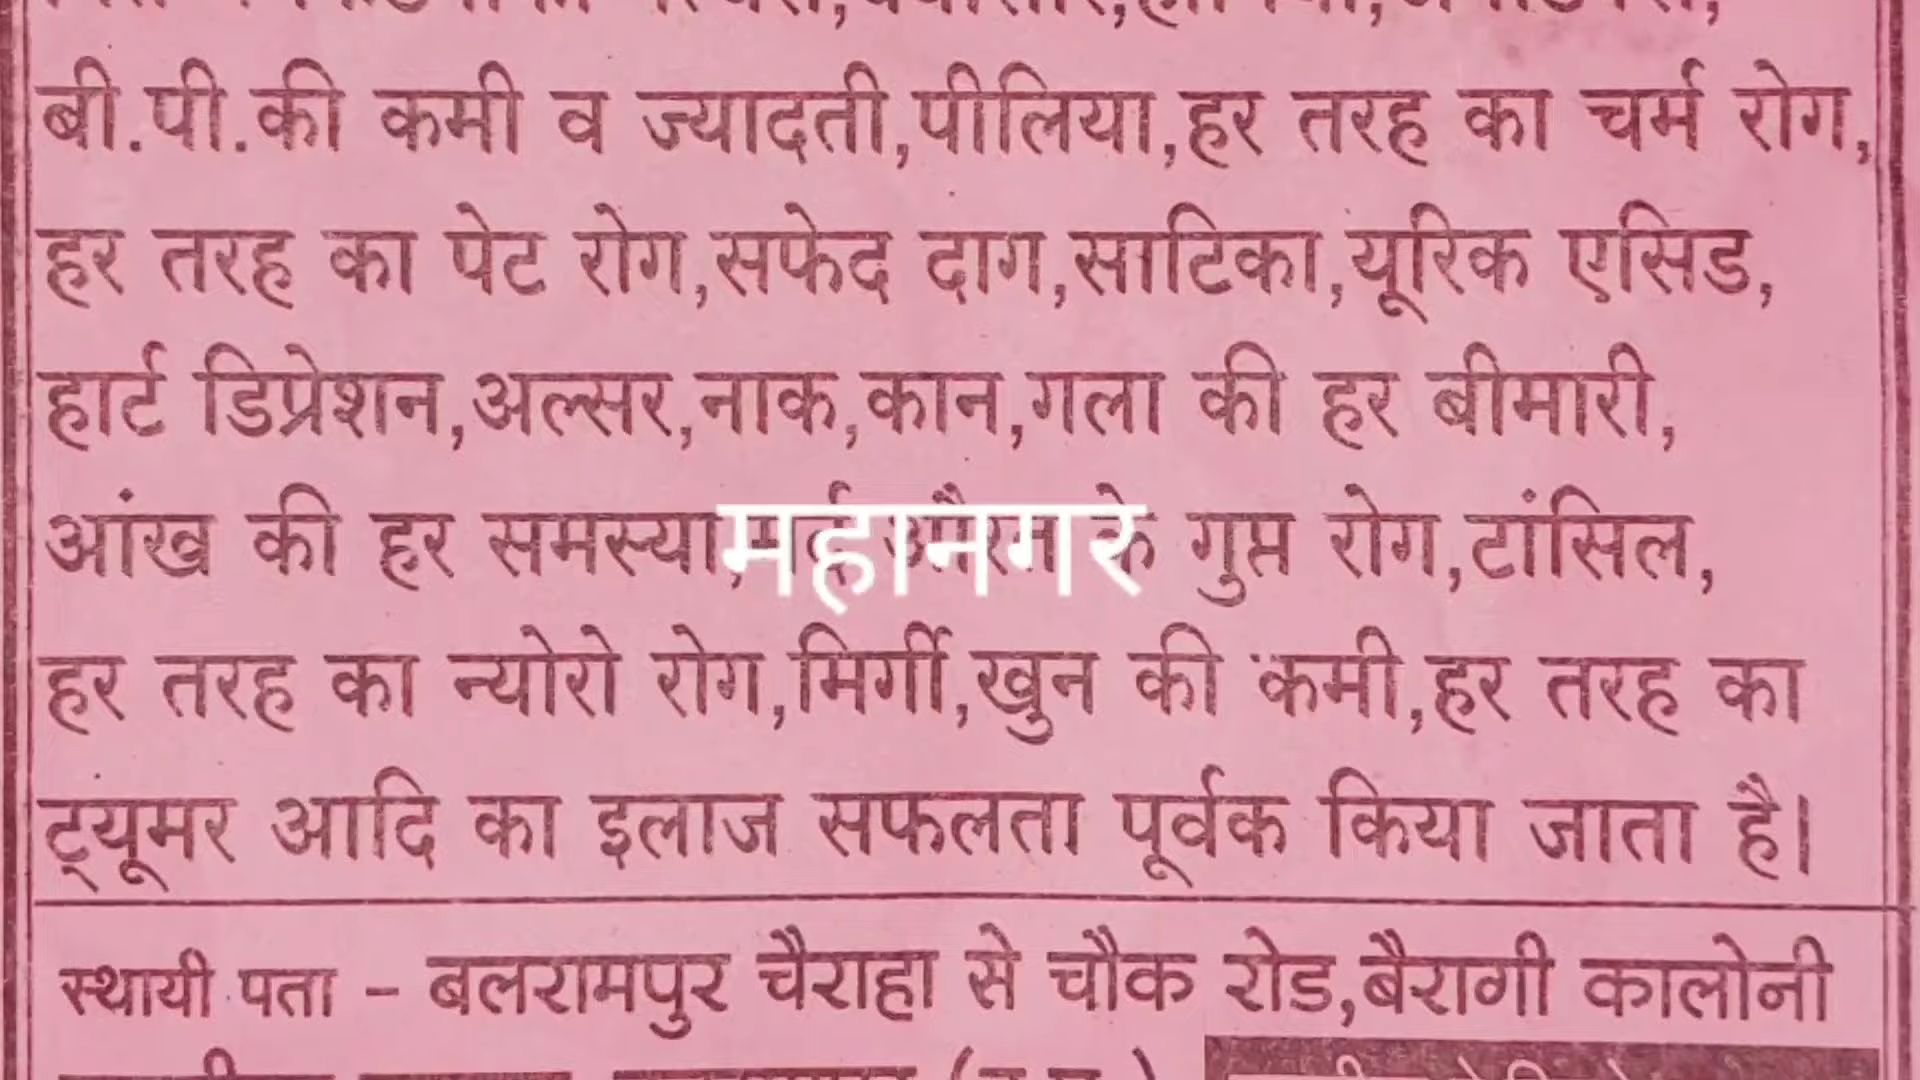 बी.पी.की कमी व ज्यादती,पीलिया,हर तरह का चर्म रोग,
हर तरह का पेट रोग,सफेद दाग,साटिका,यूरिक एसिड,
हार्ट डिप्रेशन,अल्सर,नाक,कान,गला की हर बीमारी,
आंख की हर समस्या, के गुप्त रोग,टांसिल,
महानगर
हर तरह का न्योरो रोग,मिर्गी,खुन की कमी,हर तरह का
ट्यूमर आदि का इलाज सफलता पूर्वक किया जाता है।
स्थायी पता - बलरामपुर चैराहा से चौक रोड,बैरागी कालोनी